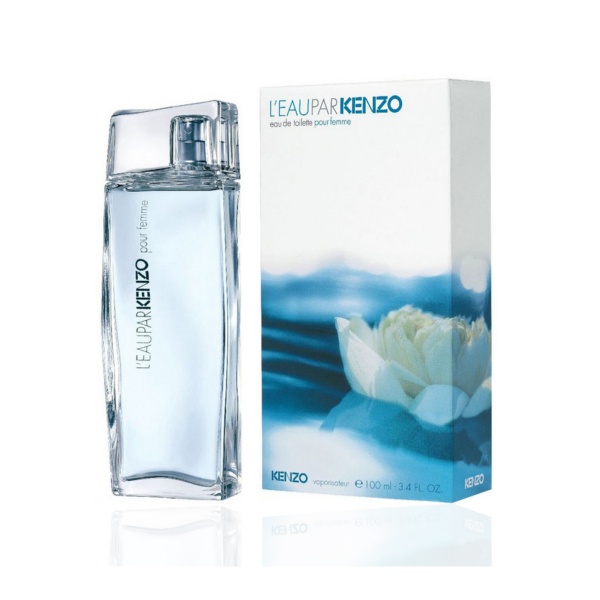 L'EAUPARKENZO pour femme
L'EAUPARKENZO
eau de toilette pour femme
KENZO vaporisateur e 100 ml · 3.4 FL. OZ.
KENZO